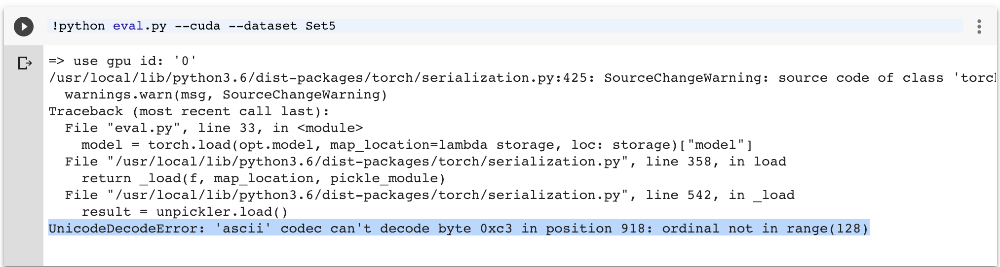 !python eval.py --cuda --dataset Set5
=> use gpu id: '0'
/usr/local/lib/python3.6/dist-packages/torch/serialization.py:425: SourceChangeWarning: source code of class 'torch
warnings.warn(msg, SourceChangeWarning)
Traceback (most recent call last):
File "eval.py", line 33, in <module>
model = torch.load(opt.model, map_location=lambda storage, loc: storage)["model"]
File "/usr/local/lib/python3.6/dist-packages/torch/serialization.py", line 358, in load
return _load(f, map_location, pickle_module)
File "/usr/local/lib/python3.6/dist-packages/torch/serialization.py", line 542, in _load
result = unpickler.load()
UnicodeDecodeError: 'ascii' codec can't decode byte 0xc3 in position 918: ordinal not in range(128)